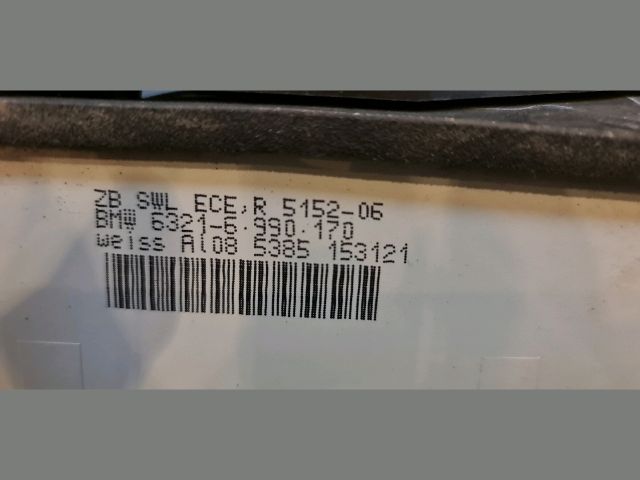 ZB SWL ECE,R 5152-06
BMW 6321-6.990.170
weiss Al08 5385 153121